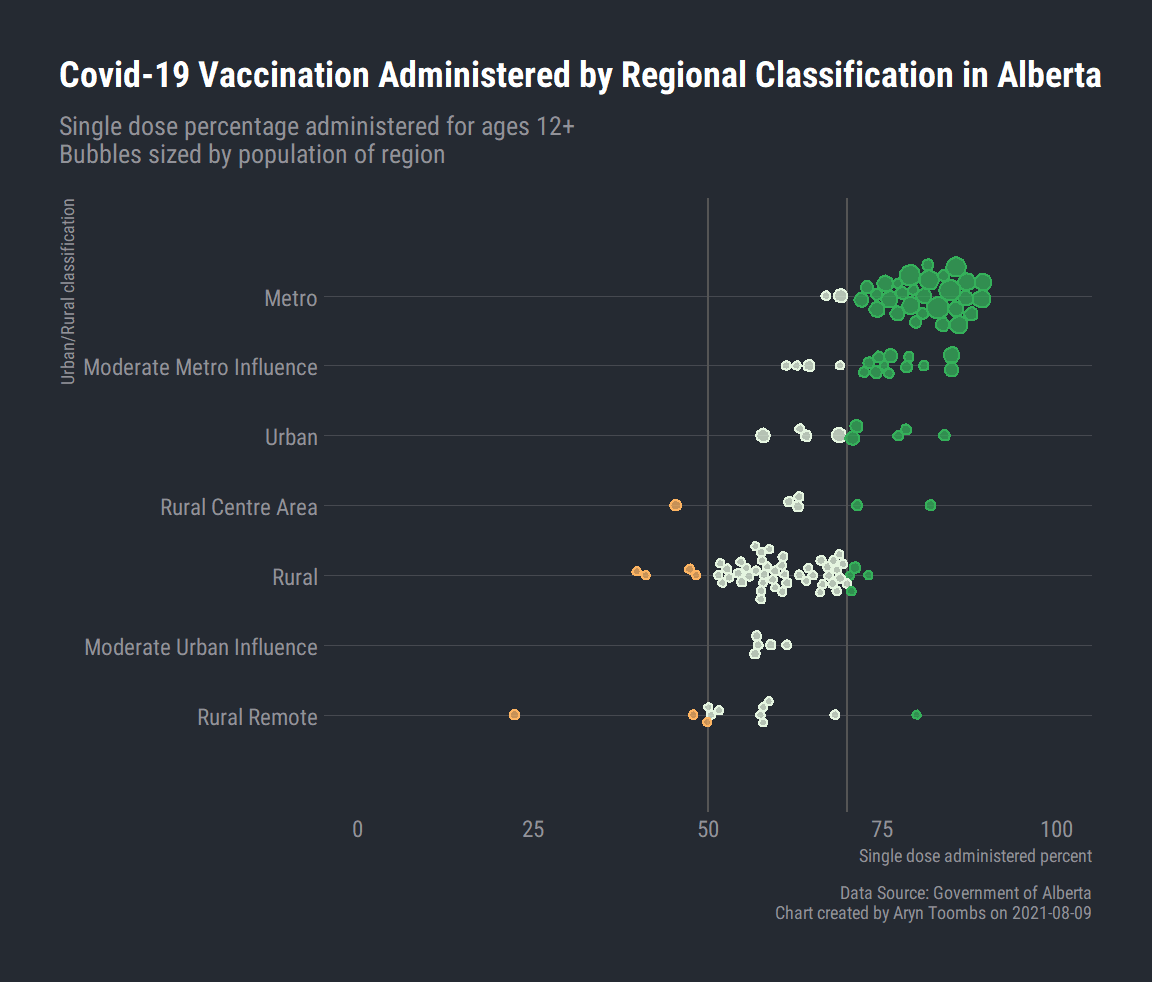 Covid-19 Vaccination Administered by Regional Classification in Alberta
Single dose percentage administered for ages 12+
Bubbles sized by population of region
Urban/Rural classification
Metro
Moderate Metro Influence
Urban
Rural Centre Area
Rural
Moderate Urban Influence
Rural Remote
0 25 50 75 100
Single dose administered percent
Data Source: Government of Alberta
Chart created by Aryn Toombs on 2021-08-09